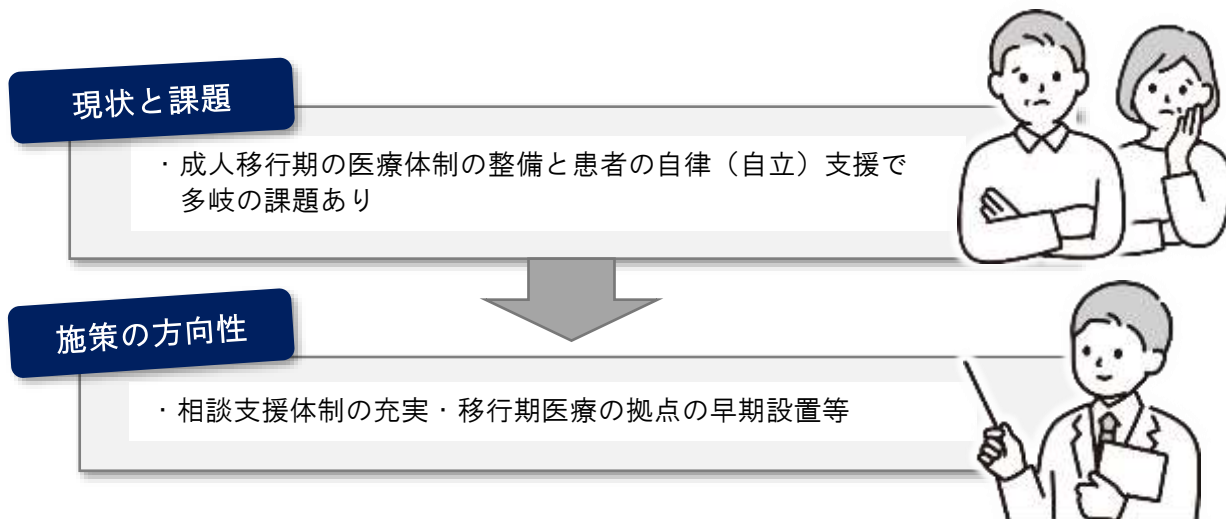 現状と課題
・成人移行期の医療体制の整備と患者の自律（自立）支援で
多岐の課題あり
施策の方向性
・相談支援体制の充実・移行期医療の拠点の早期設置等